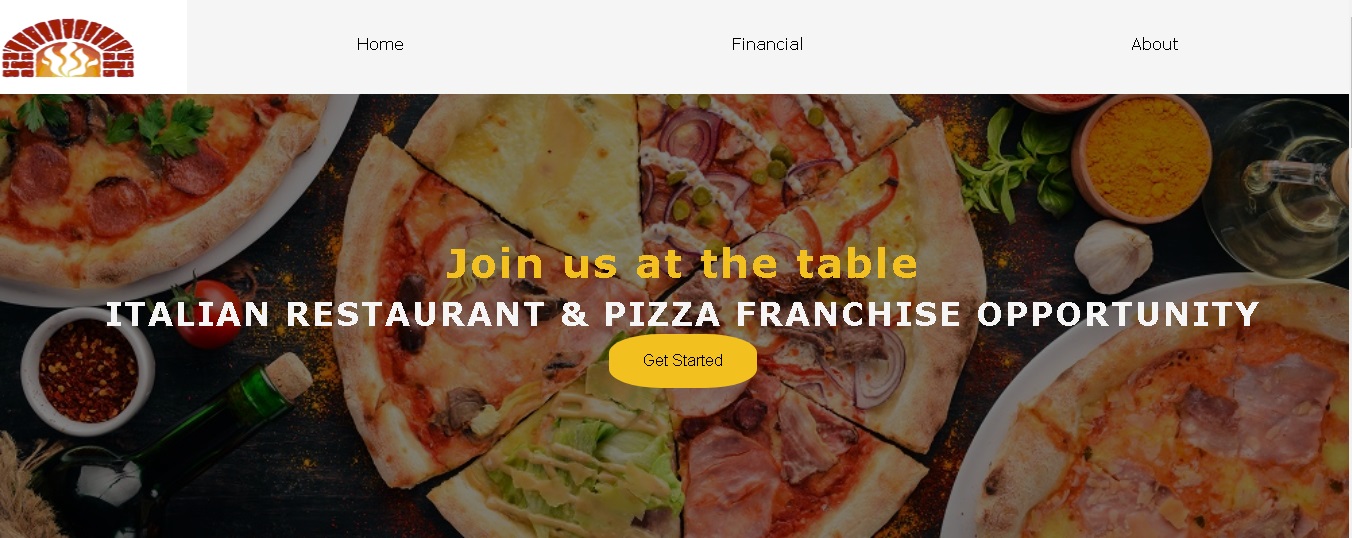 Home
Financial
About
Join us at the table
ITALIAN RESTAURANT & PIZZA FRANCHISE OPPORTUNITY
Get Started